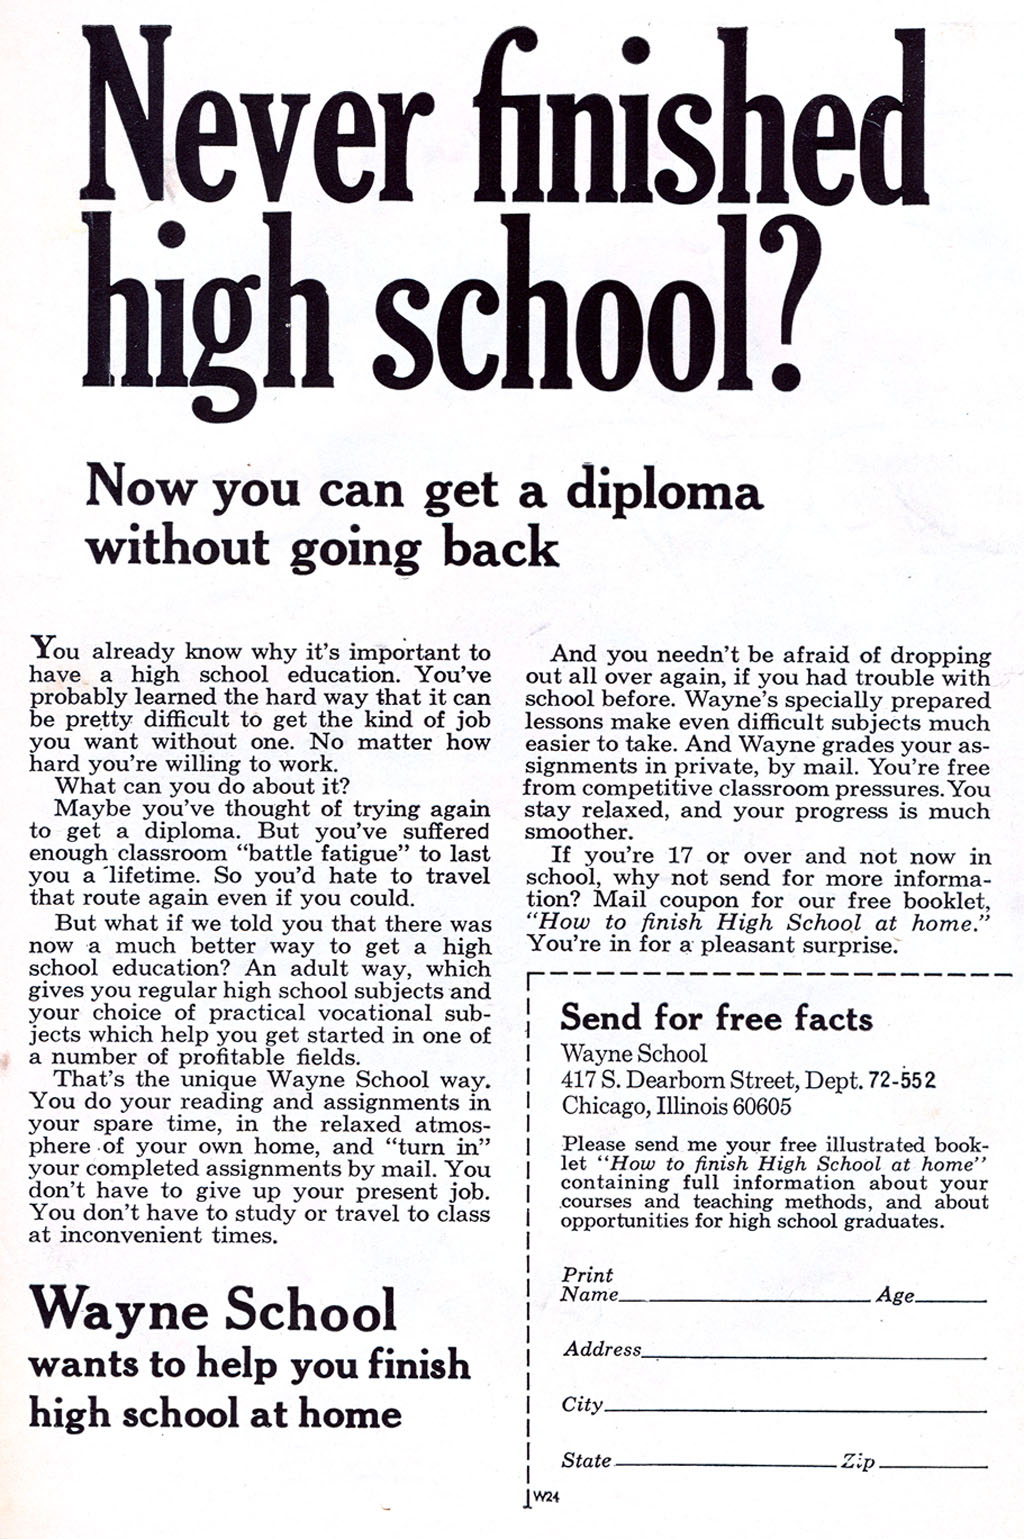 Never finished
high school?
Now you can get a diploma
without going back
You already know why it's important to
have a high school education. You've
probably learned the hard way that it can
be pretty difficult to get the kind of job
you want without one. No matter how
hard you're willing to work.
What can you do about it?
Maybe you've thought of trying again
to get a diploma. But you've suffered
enough classroom "battle fatigue" to last
you a lifetime. So you'd hate to travel
that route again even if you could.
But what if we told you that there was
now a much better way to get a high
school education? An adult way, which
gives you regular high school subjects and
your choice of practical vocational sub-
jects which help you get started in one of
a number of profitable fields.
That's the unique Wayne School way.
You do your reading and assignments in
your spare time, in the relaxed atmos-
phere of your own home, and "turn in"
your completed assignments by mail. You
don't have to give up your present job.
You don't have to study or travel to class
at inconvenient times.
Wayne School
wants to help you finish
high school at home
And you needn't be afraid of dropping
out all over again, if you had trouble with
school before. Wayne's specially prepared
lessons make even difficult subjects much
easier to take. And Wayne grades your as-
signments in private, by mail. You're free
from competitive classroom pressures. You
stay relaxed, and your progress is much
smoother.
If you're 17 or over and not now in
school, why not send for more informa-
tion? Mail coupon for our free booklet,
"How to finish High School at home."
You're in for a pleasant surprise.
Send for free facts
Wayne School
417 S. Dearborn Street, Dept. 72-552
Chicago, Illinois 60605
Please send me your free illustrated book-
let "How to finish High School at home"
containing full information about your
courses and teaching methods, and about
opportunities for high school graduates.
Print
Name Age
Address
City
State Zip
W24